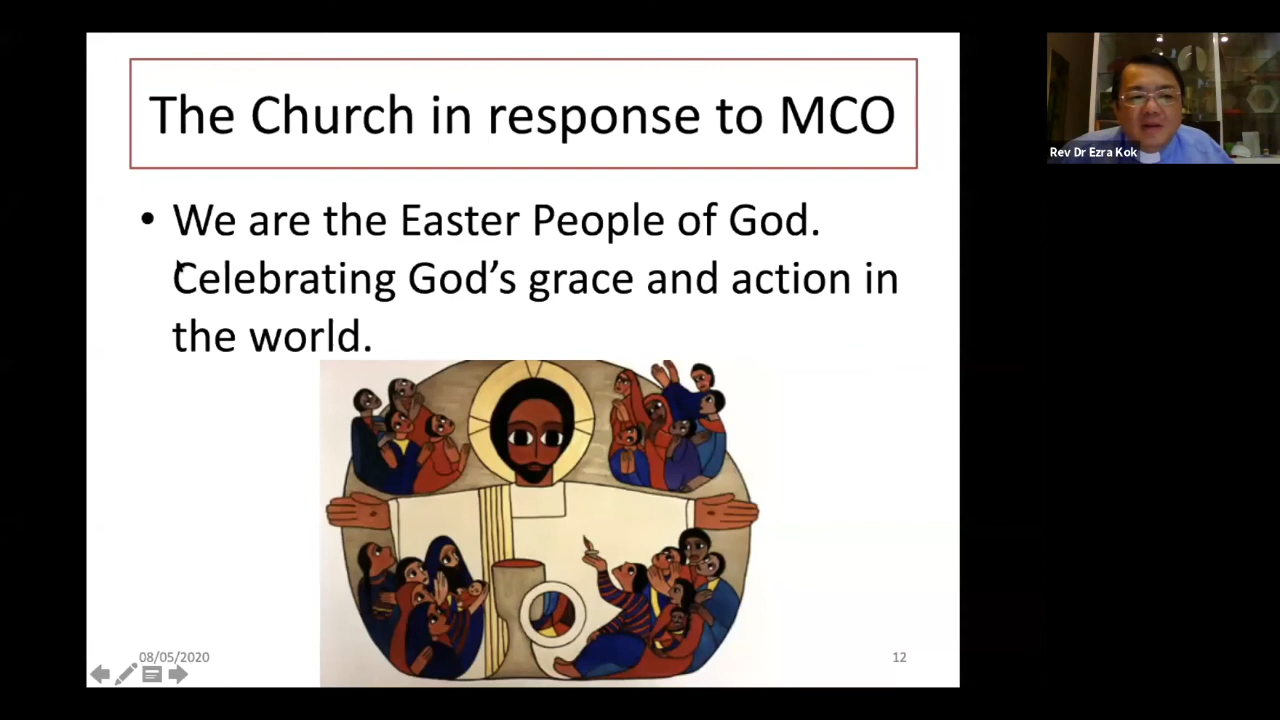 The Church in response to MCO
• We are the Easter People of God.
Celebrating God’s grace and action in
the world.
08/05/2020
12
Rev Dr Ezra Kok